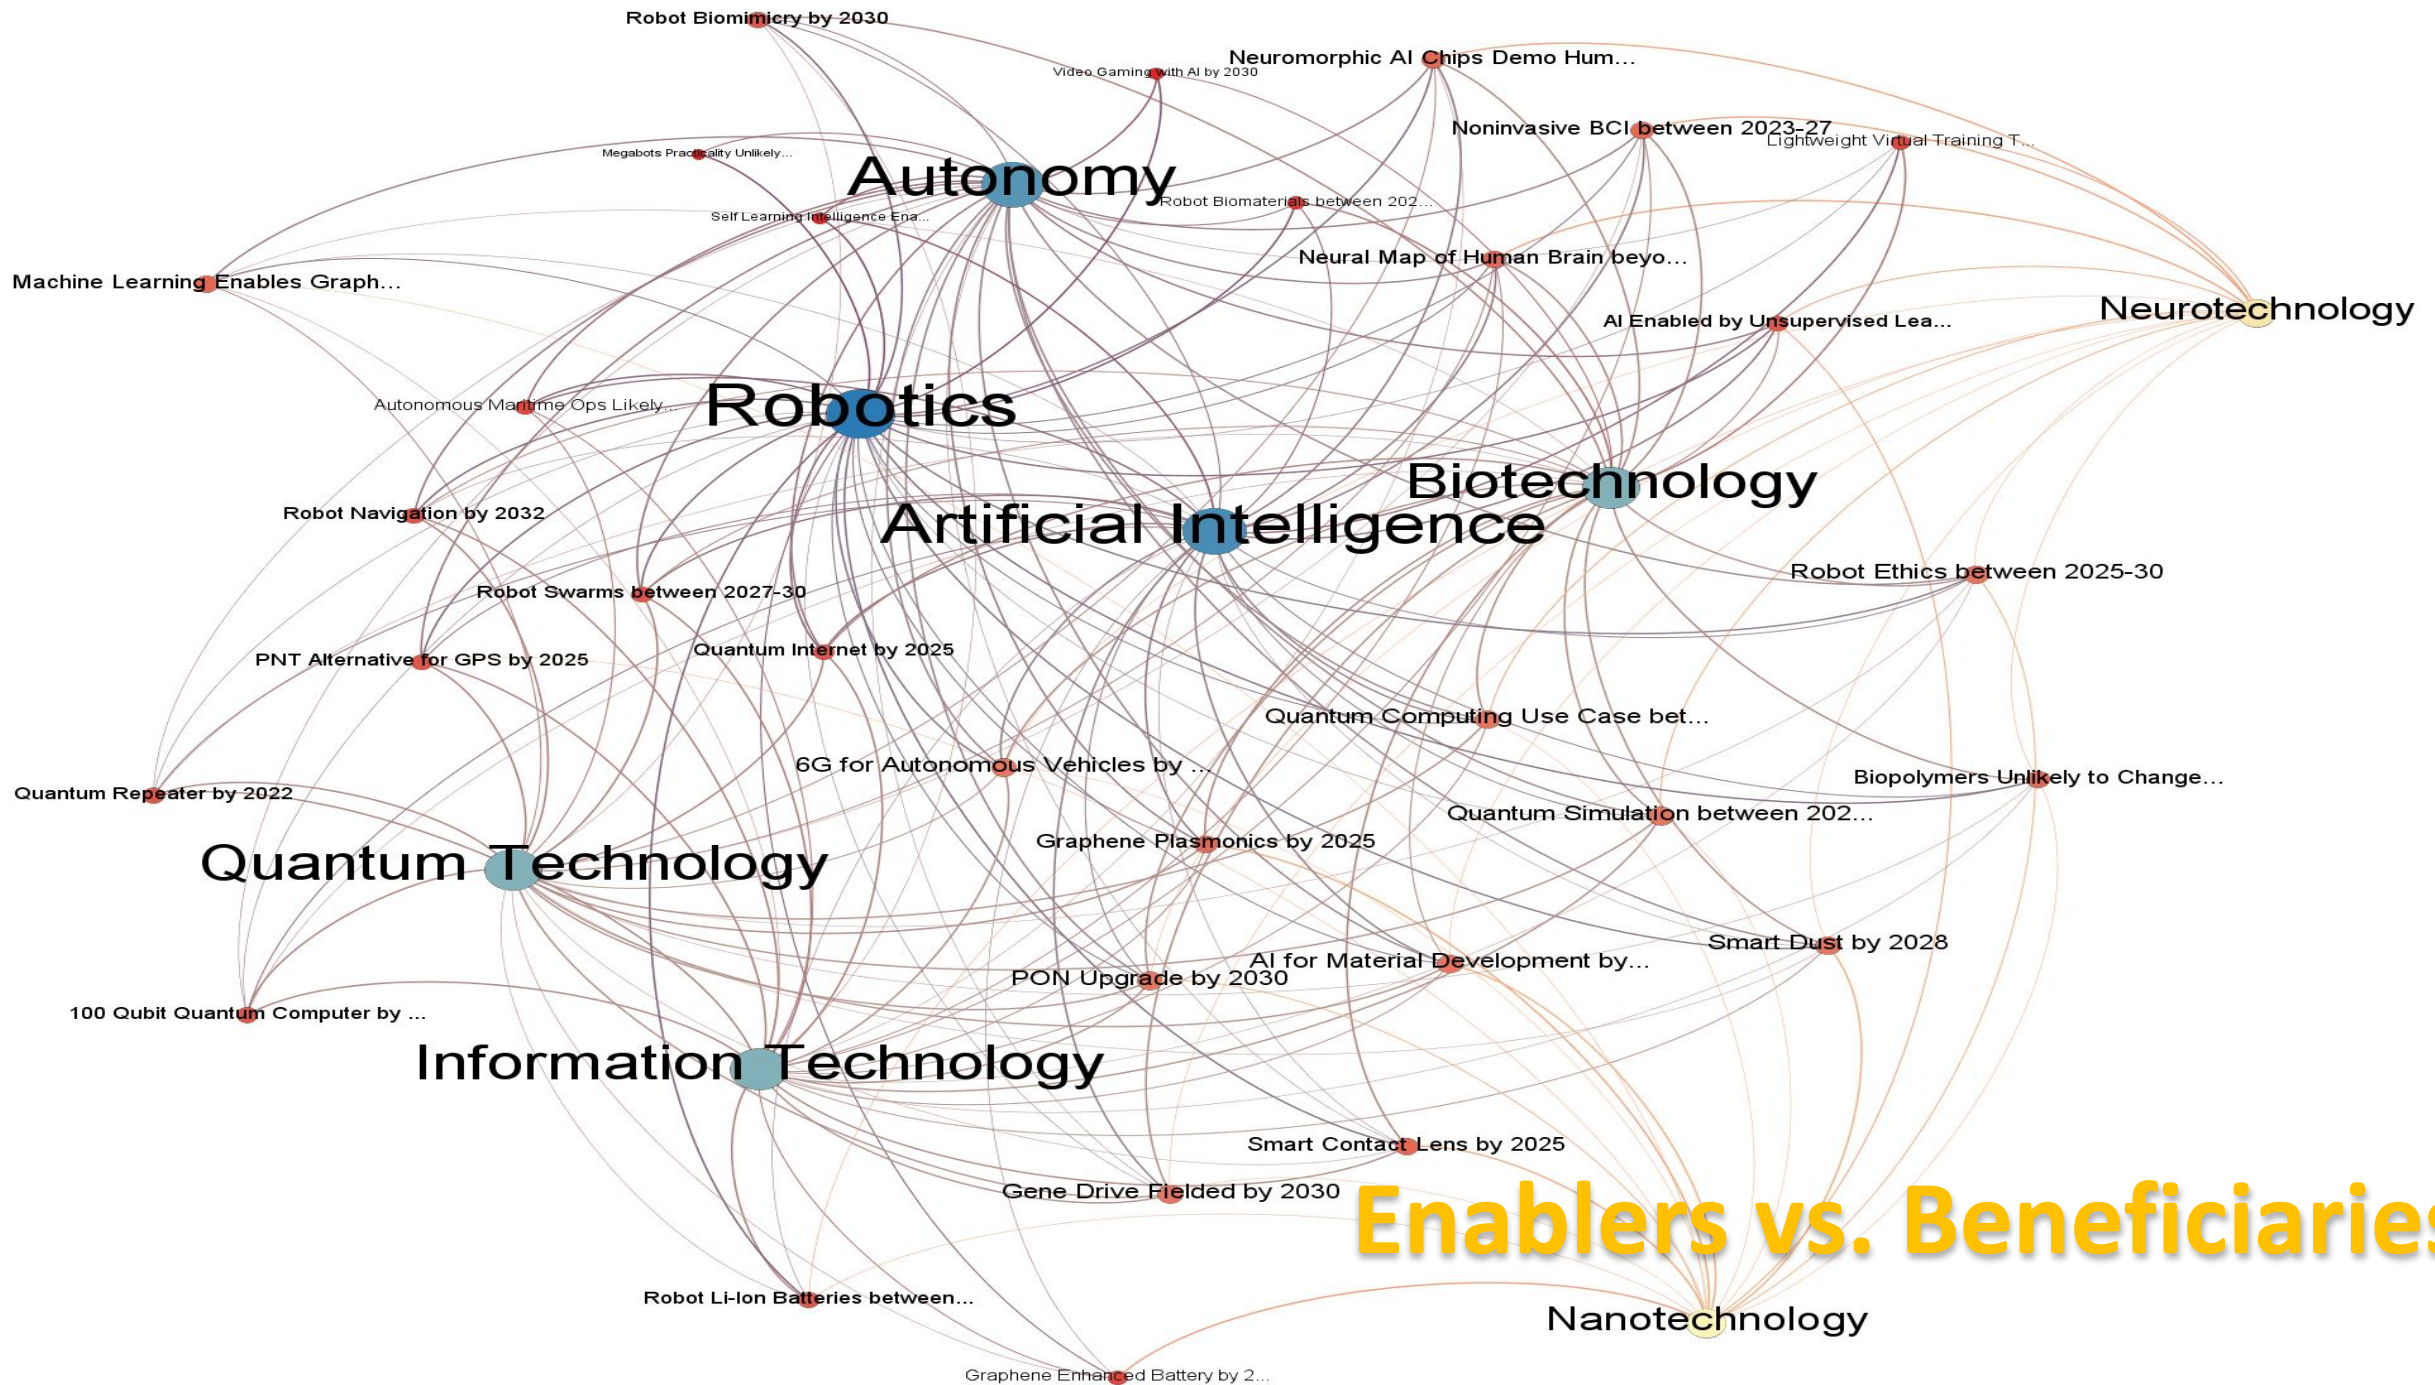 Robot Biomimicry by 2030
Neuromorphic AI Chips Demo Hum...
Video Gaming with AI by 2030
Noninvasive BCI between 2023-27
Lightweight Virtual Training T...
Megabots Practicality Unlikely...
Autonomy
Robot Biomaterials between 202...
Self Learning Intelligence Ena...
Neural Map of Human Brain beyo...
Machine Learning Enables Graph...
Neurotechnology
AI Enabled by Unsupervised Lea...
Autonomous Maritime Ops Likely...
Robotics
Biotechnology
Robot Navigation by 2032
Artificial Intelligence
Robot Ethics between 2025-30
Robot Swarms between 2027-30
Quantum Internet by 2025
PNT Alternative for GPS by 2025
Quantum Computing Use Case bet...
6G for Autonomous Vehicles by ...
Biopolymers Unlikely to Change...
Quantum Repeater by 2022
Quantum Simulation between 202...
Graphene Plasmonics by 2025
Quantum Technology
Smart Dust by 2028
AI for Material Development by...
PON Upgrade by 2030
100 Qubit Quantum Computer by ...
Information Technology
Smart Contact Lens by 2025
Gene Drive Fielded by 2030
Enablers vs. Beneficiaries
Robot Li-Ion Batteries between...
Nanotechnology
Graphene Enhanced Battery by 2...